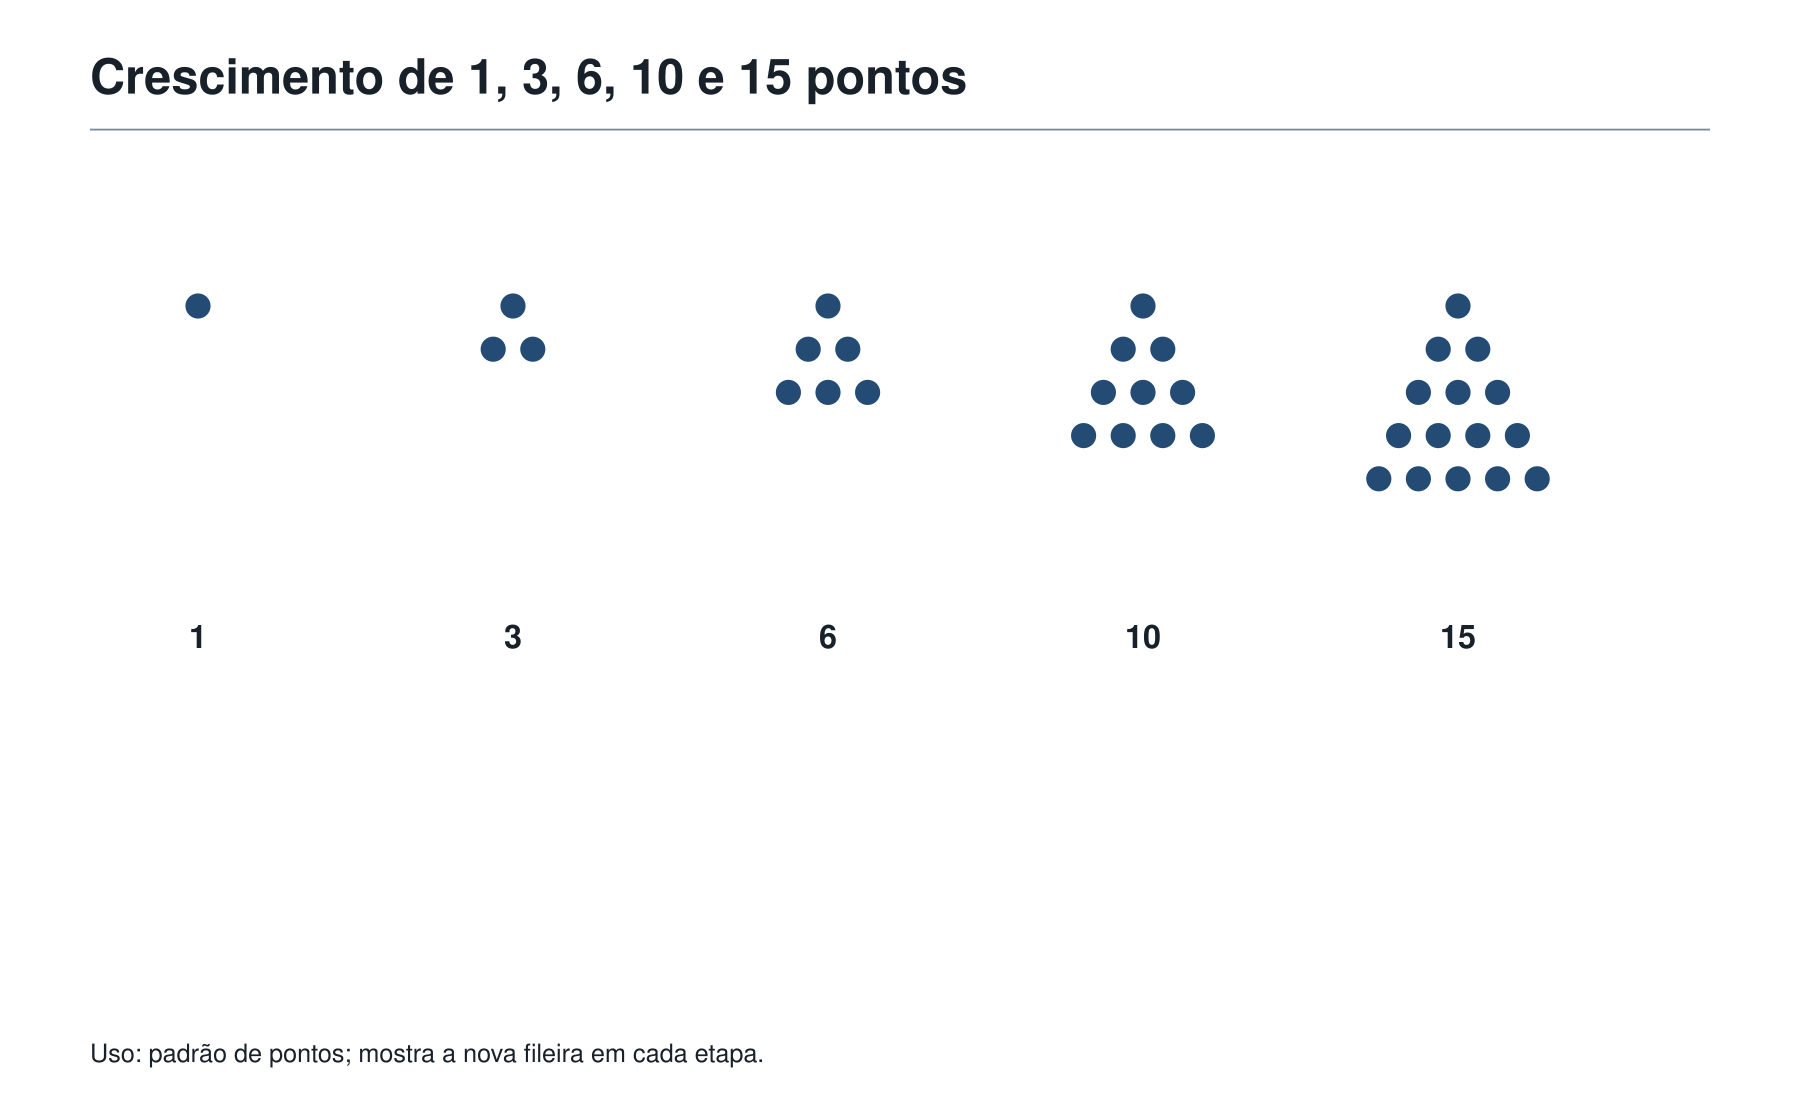 Crescimento de 1, 3, 6, 10 e 15 pontos
1 3 6 10 15
Uso: padrão de pontos; mostra a nova fileira em cada etapa.